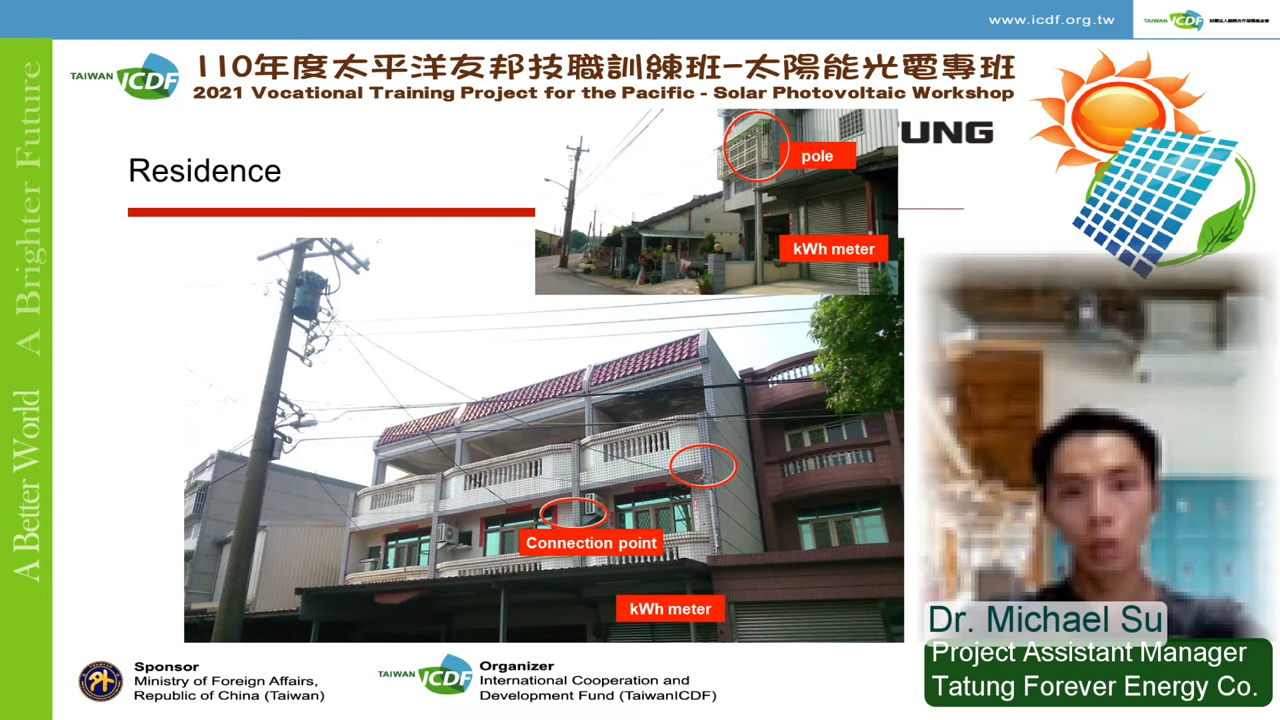 www.icdf.org.tw
TAIWAN ICDF
TAIWAN ICDF
110年度太平洋友邦技職訓練班-太陽能光電專班
2021 Vocational Training Project for the Pacific - Solar Photovoltaic Workshop
TUNG
Residence
pole
kWh meter
Connection point
kWh meter
A Better World A Brighter Future
Dr. Michael Su
Project Assistant Manager
Tatung Forever Energy Co.
Sponsor
Ministry of Foreign Affairs,
Republic of China (Taiwan)
TAIWAN ICDF
Organizer
International Cooperation and
Development Fund (TaiwanICDF)